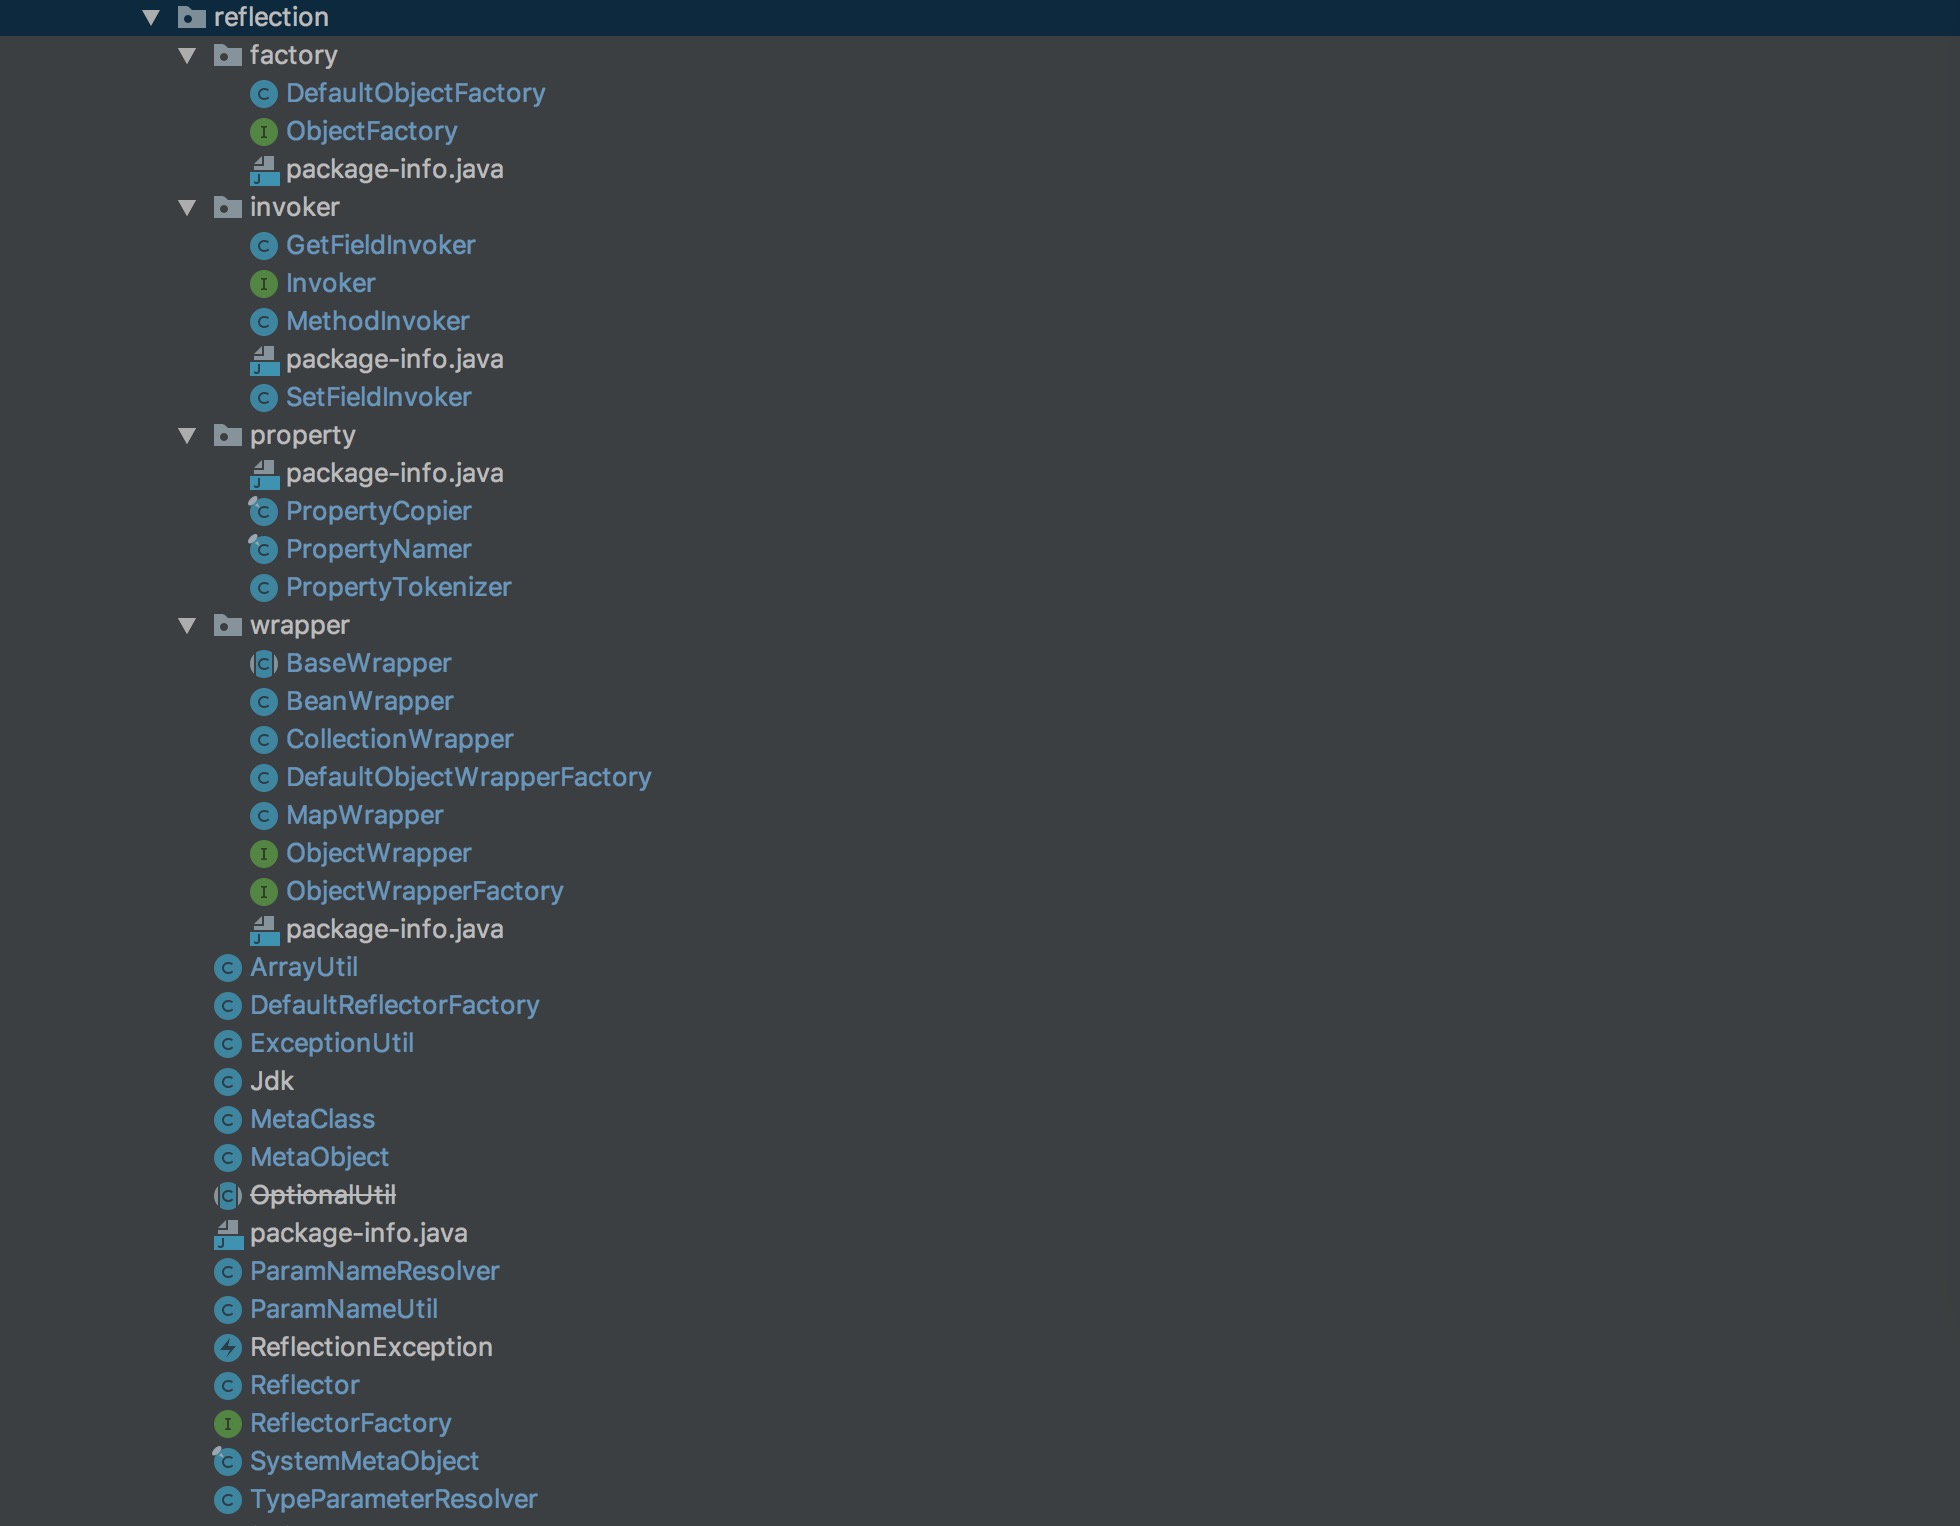 reflection
factory
DefaultObjectFactory
ObjectFactory
package-info.java
invoker
GetFieldInvoker
Invoker
MethodInvoker
package-info.java
SetFieldInvoker
property
package-info.java
PropertyCopier
PropertyNamer
PropertyTokenizer
wrapper
BaseWrapper
BeanWrapper
CollectionWrapper
DefaultObjectWrapperFactory
MapWrapper
ObjectWrapper
ObjectWrapperFactory
package-info.java
ArrayUtil
DefaultReflectorFactory
ExceptionUtil
Jdk
MetaClass
MetaObject
OptionalUtil
package-info.java
ParamNameResolver
ParamNameUtil
ReflectionException
Reflector
ReflectorFactory
SystemMetaObject
TypeParameterResolver